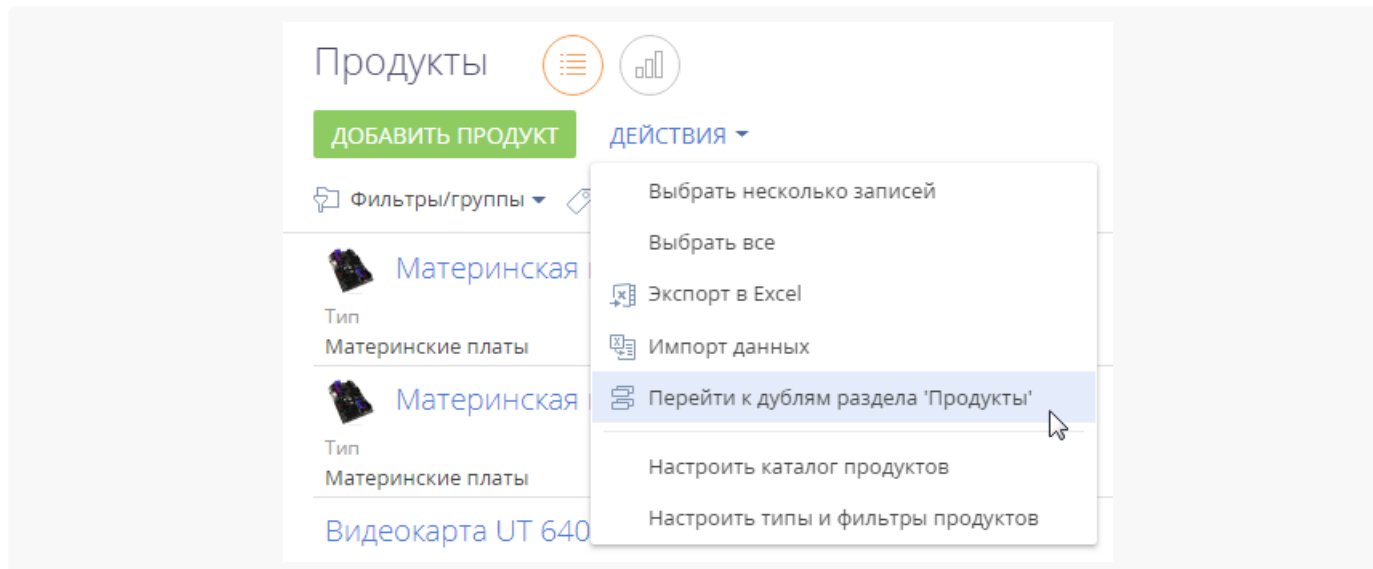 Продукты
ДОБАВИТЬ ПРОДУКТ ДЕЙСТВИЯ
Фильтры/группы
Выбрать несколько записей
Выбрать все
Экспорт в Excel
Импорт данных
Перейти к дублям раздела 'Продукты'
Настроить каталог продуктов
Настроить типы и фильтры продуктов
Материнская
Тип
Материнские платы
Материнская
Тип
Материнские платы
Видеокарта UT 640